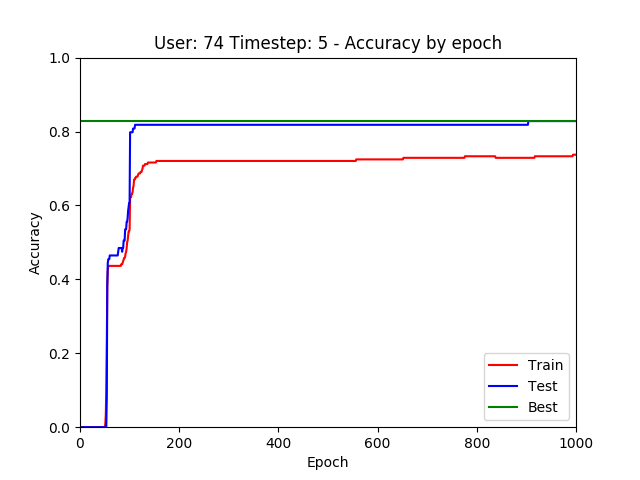 User: 74 Timestep: 5 - Accuracy by epoch
1.0
0.8
0.6
0.4
0.2
0.0
Accuracy
0 200 400 600 800 1000
Epoch
Train
Test
Best